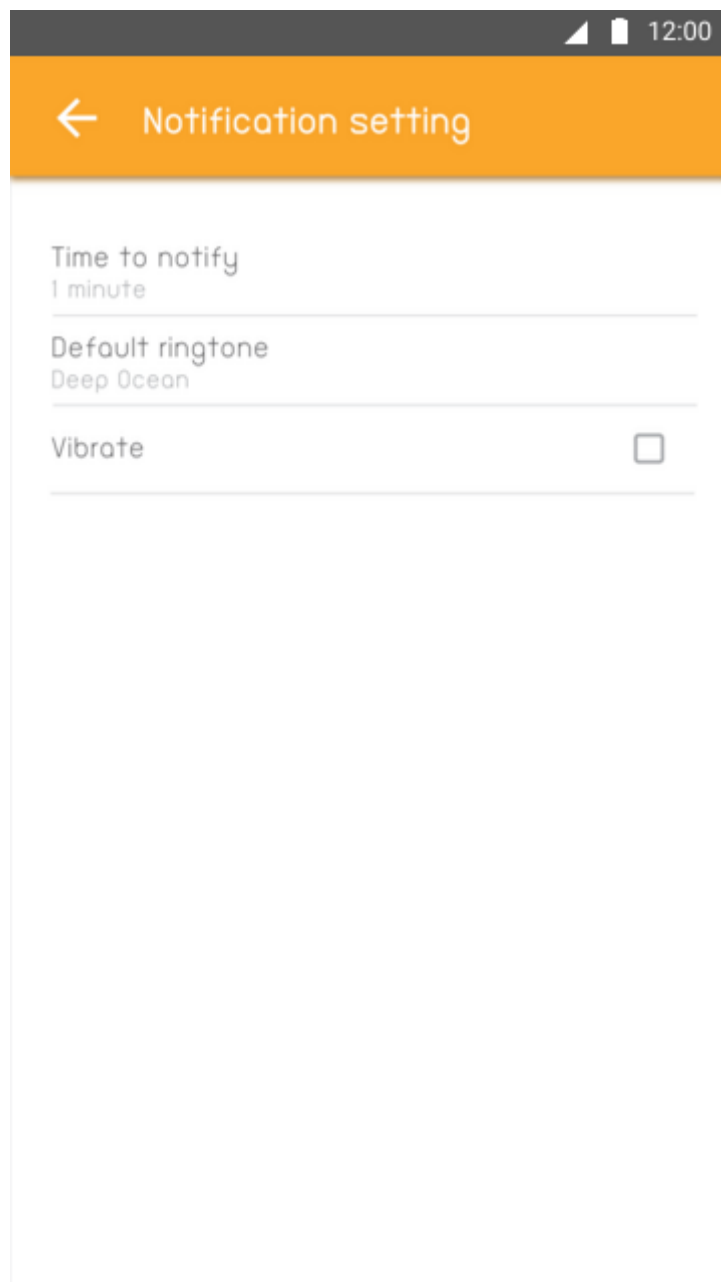 12:00
Notification setting
Time to notify
1 minute
Default ringtone
Deep Ocean
Vibrate